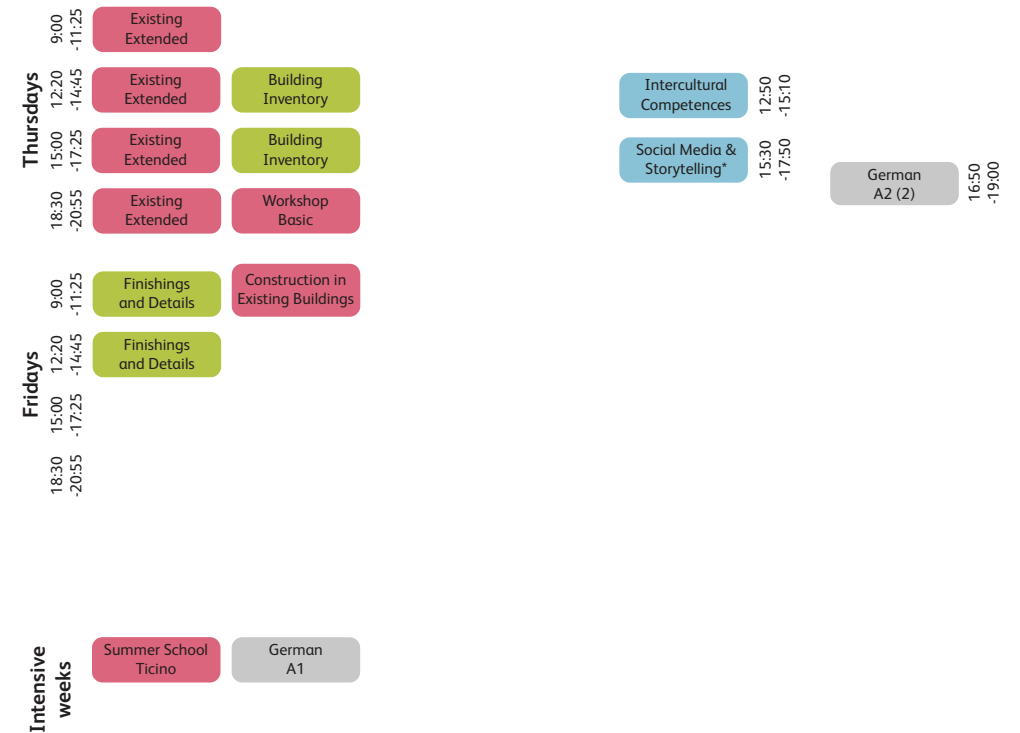 Thursdays
9:00
-11:25
Existing
Extended
12:20
-14:45
Existing
Extended
Building
Inventory
Intercultural
Competences
12:50
-15:10
15:00
-17:25
Existing
Extended
Building
Inventory
Social Media &
Storytelling*
15:30
-17:50
German
A2 (2)
16:50
-19:00
18:30
-20:55
Existing
Extended
Workshop
Basic
Fridays
9:00
-11:25
Finishings
and Details
Construction in
Existing Buildings
12:20
-14:45
Finishings
and Details
15:00
-17:25
18:30
-20:55
Intensive
weeks
Summer School
Ticino
German
A1